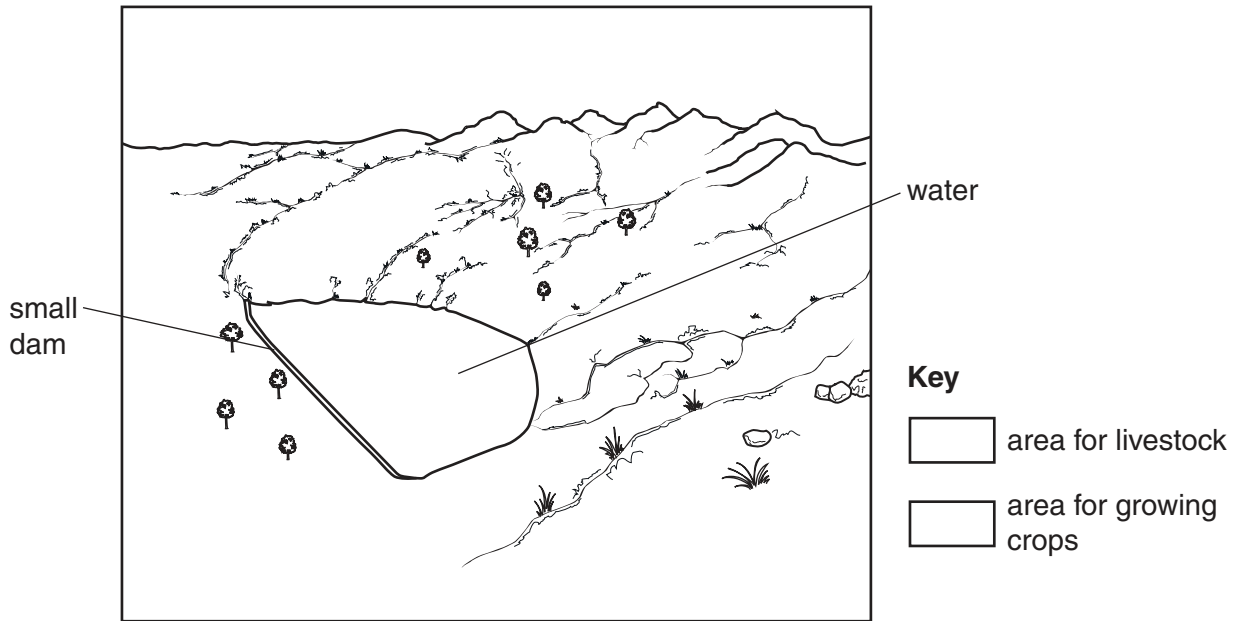 water
small
dam
Key
area for livestock
area for growing
crops